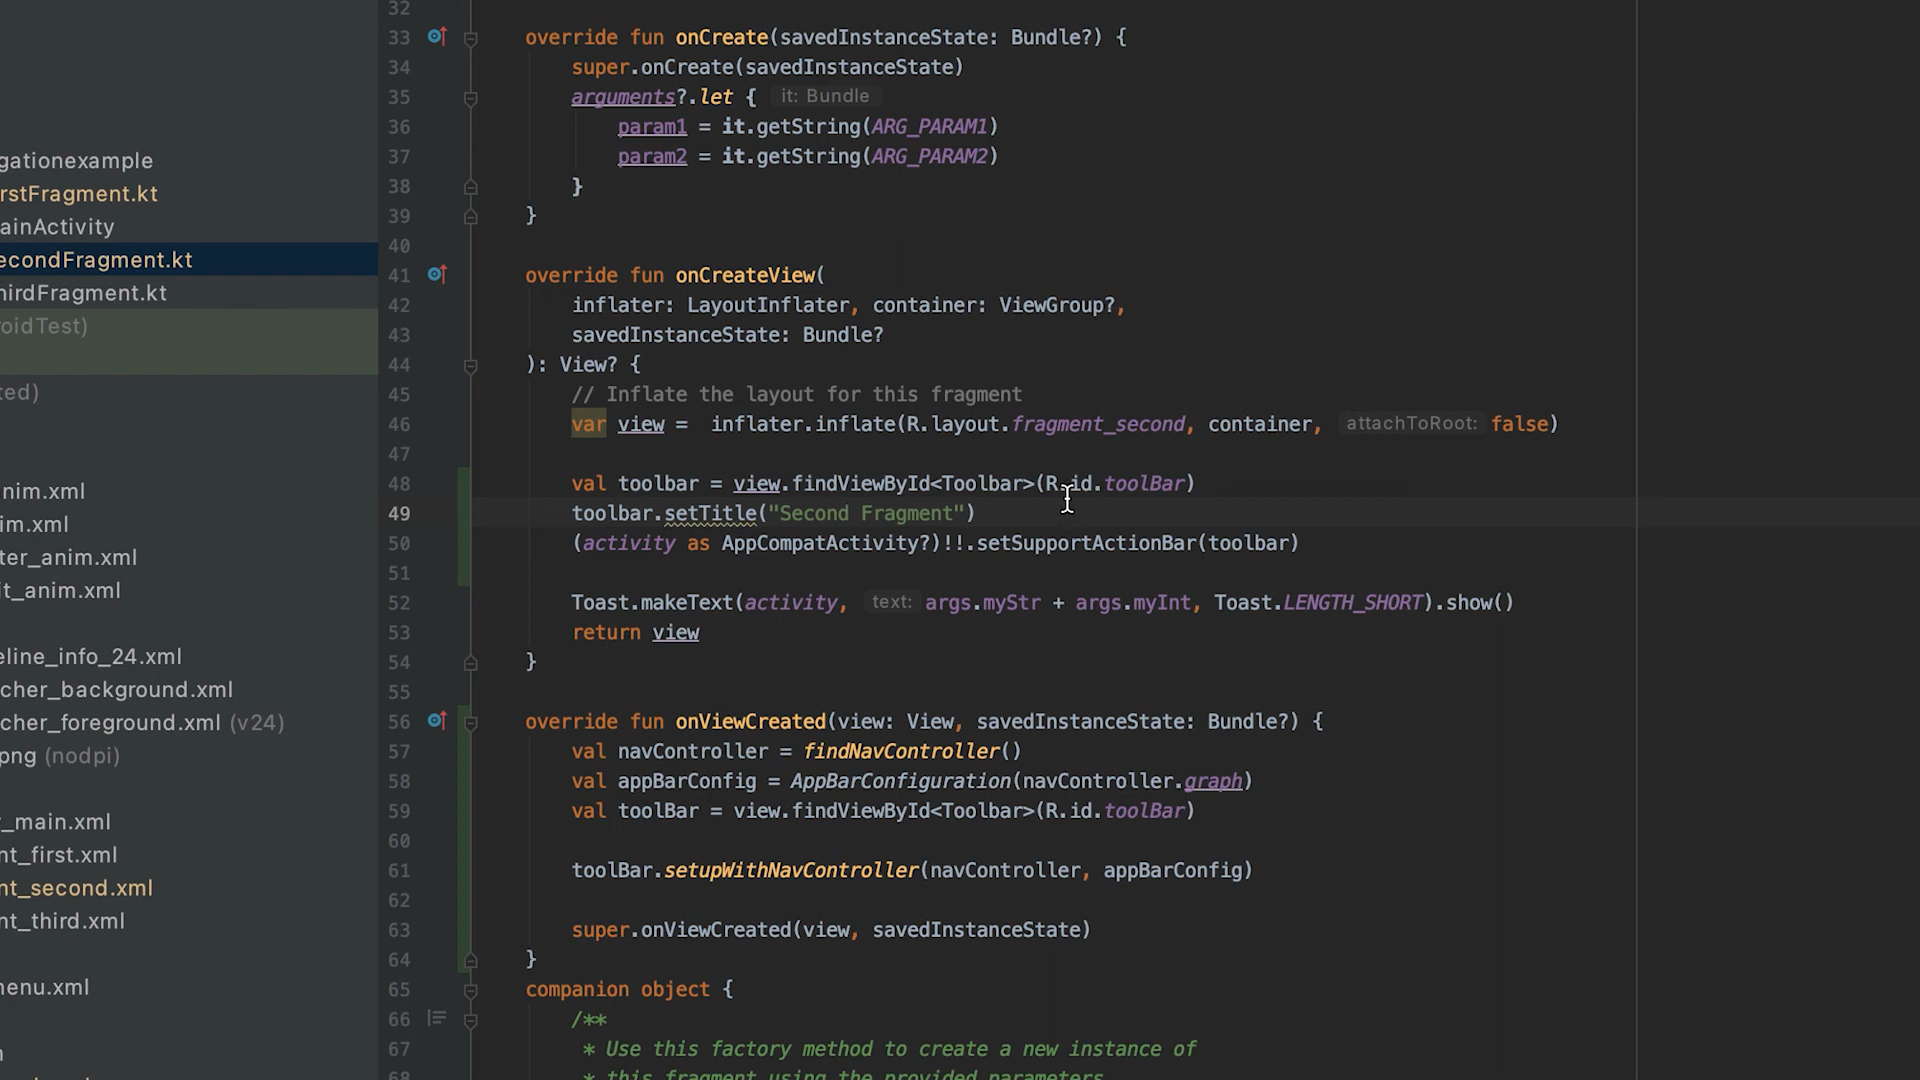 gationexample
rstFragment.kt
ainActivity
econdFragment.kt
hirdFragment.kt
oidTest)
ted)
nim.xml
im.xml
ter_anim.xml
it_anim.xml
eline_info_24.xml
cher_background.xml
cher_foreground.xml (v24)
png (nodpi)
_main.xml
nt_first.xml
nt_second.xml
nt_third.xml
nenu.xml
32
33 override fun onCreate(savedInstanceState: Bundle?) {
34 super.onCreate(savedInstanceState)
35 arguments?.let { it: Bundle
36 param1 = it.getString(ARG_PARAM1)
37 param2 = it.getString(ARG_PARAM2)
38 }
39 }
40
41 override fun onCreateView(
42 inflater: LayoutInflater, container: ViewGroup?,
43 savedInstanceState: Bundle?
44 ): View? {
45 // Inflate the layout for this fragment
46 var view = inflater.inflate(R.layout.fragment_second, container, attachToRoot: false)
47
48 val toolbar = view.findViewById<Toolbar>(R.id.toolBar)
49 toolbar.setTitle("Second Fragment")
50 (activity as AppCompatActivity?)!!.setSupportActionBar(toolbar)
51
52 Toast.makeText(activity, text: args.myStr + args.myInt, Toast.LENGTH_SHORT).show()
53 return view
54 }
55
56 override fun onViewCreated(view: View, savedInstanceState: Bundle?) {
57 val navController = findNavController()
58 val appBarConfig = AppBarConfiguration(navController.graph)
59 val toolBar = view.findViewById<Toolbar>(R.id.toolBar)
60
61 toolBar.setupWithNavController(navController, appBarConfig)
62
63 super.onViewCreated(view, savedInstanceState)
64 }
65 companion object {
66 /**
67 * Use this factory method to create a new instance of
68 * this fragment using the provided parameters